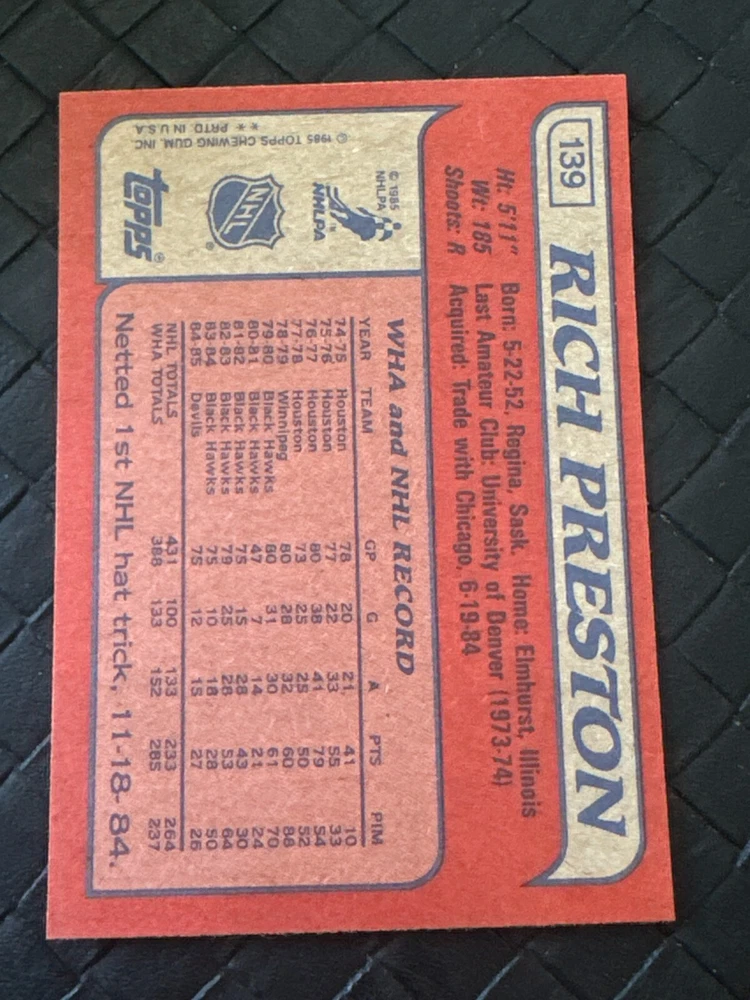 139
RICH PRESTON
Ht: 5'11" Born: 5-22-52, Regina, Sask. Home: Elmhurst, Illinois
Wt: 185 Last Amateur Club: University of Denver (1973-74)
Shoots: R Acquired: Trade with Chicago, 6-19-84
© 1985
NHLPA
NHLPA
TM
NHL
®
topps®
© 1985 TOPPS CHEWING GUM, INC
** PRTD. IN U.S.A.
WHA and NHL RECORD
YEAR TEAM GP G A PTS PIM
74-75 Houston 78 20 21 41 10
75-76 Houston 77 22 33 55 33
76-77 Houston 80 38 41 79 54
77-78 Houston 73 25 25 50 52
78-79 Winnipeg 80 28 32 60 88
79-80 Black Hawks 80 31 30 61 70
80-81 Black Hawks 47 7 14 21 24
81-82 Black Hawks 75 15 28 43 30
82-83 Black Hawks 79 25 28 53 64
83-84 Black Hawks 75 10 18 28 50
84-85 Devils 75 12 15 27 26
NHL TOTALS 431 100 133 233 264
WHA TOTALS 388 133 152 285 237
Netted 1st NHL hat trick, 11-18-84.